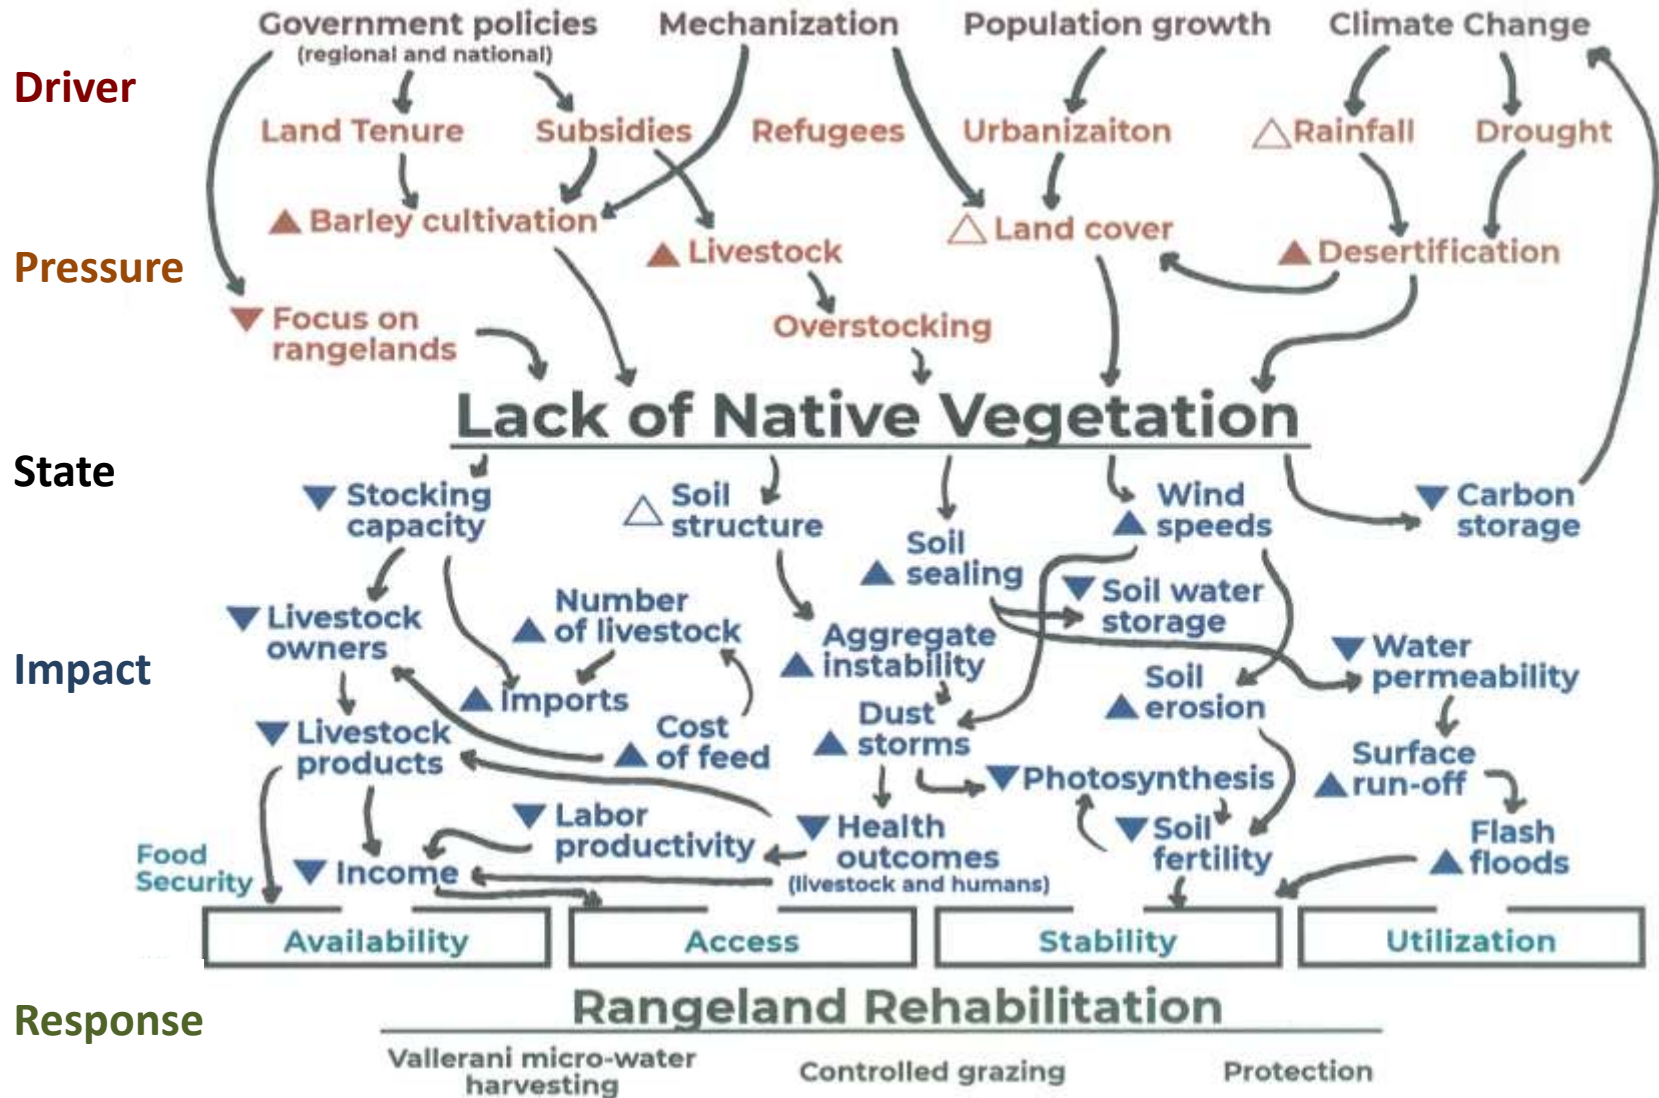 Government policies
(regional and national)
Mechanization
Population growth
Climate Change
Driver
Land Tenure
Subsidies
Refugees
Urbanizaiton
Rainfall
Drought
Barley cultivation
Livestock
Land cover
Desertification
Pressure
Focus on
rangelands
Overstocking
Lack of Native Vegetation
State
Stocking
capacity
Soil
structure
Soil
sealing
Wind
speeds
Carbon
storage
Livestock
owners
Number
of livestock
Aggregate
instability
Soil water
storage
Water
permeability
Impact
Imports
Soil
erosion
Livestock
products
Cost
of feed
Dust
storms
Photosynthesis
Surface
run-off
Labor
productivity
Health
outcomes
(livestock and humans)
Soil
fertility
Flash
floods
Food
Security
Income
Availability
Access
Stability
Utilization
Response
Rangeland Rehabilitation
Vallerani micro-water
harvesting
Controlled grazing
Protection